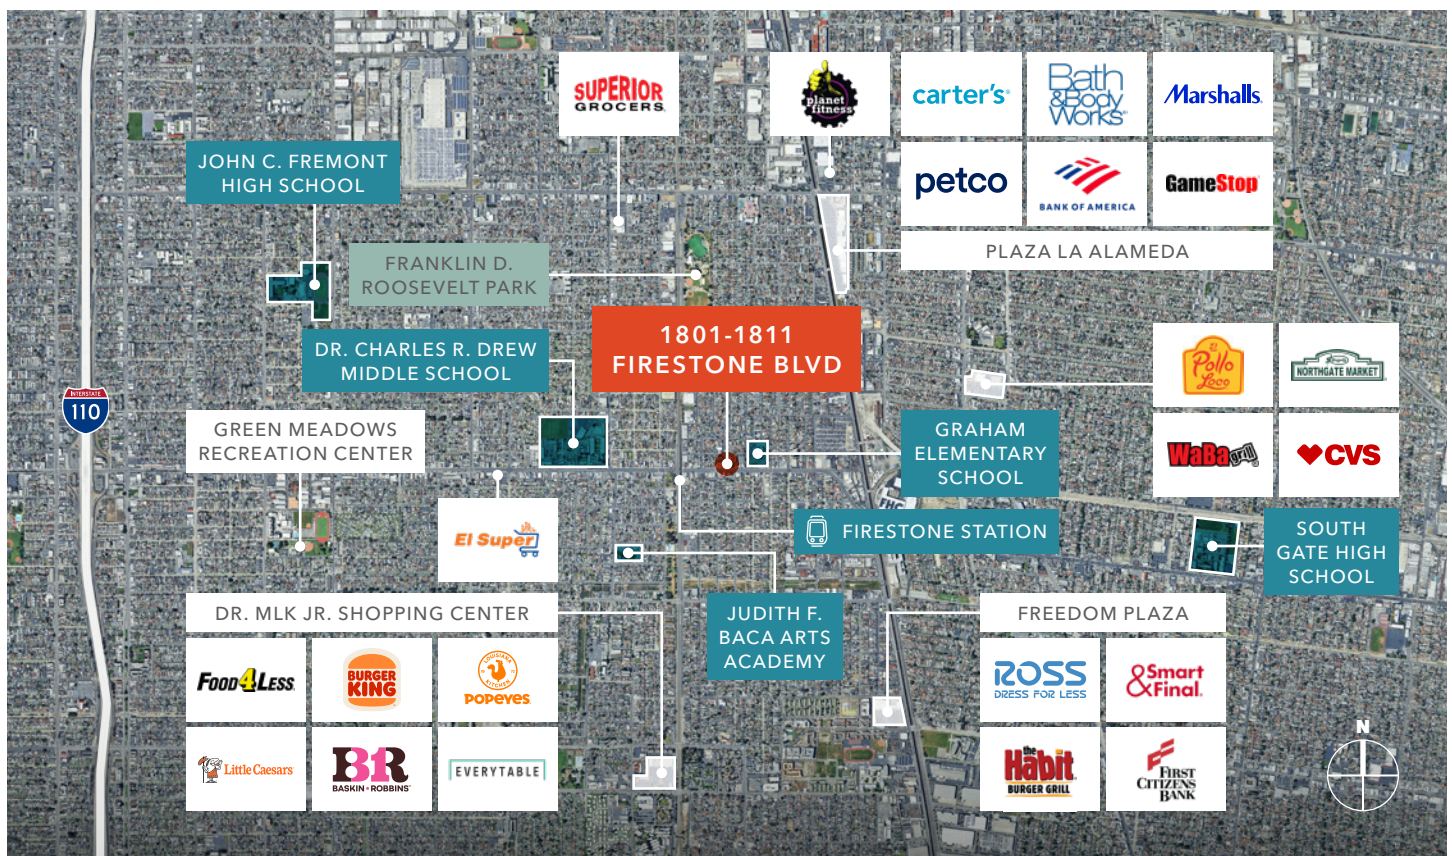 SUPERIOR
GROCERS
planet
fitness
carter's
Bath
&Body
Works
Marshalls
petco
BANK OF AMERICA
GameStop
PLAZA LA ALAMEDA
JOHN C. FREMONT
HIGH SCHOOL
FRANKLIN D.
ROOSEVELT PARK
DR. CHARLES R. DREW
MIDDLE SCHOOL
1801-1811
FIRESTONE BLVD
El
Pollo
Loco
NORTHGATE MARKET
WaBa grill
CVS
INTERSTATE
110
GREEN MEADOWS
RECREATION CENTER
GRAHAM
ELEMENTARY
SCHOOL
El Super
FIRESTONE STATION
SOUTH
GATE HIGH
SCHOOL
DR. MLK JR. SHOPPING CENTER
FOOD4LESS
BURGER
KING
LOUISIANA
KITCHEN
POPEYES
Little Caesars
BR
BASKIN-ROBBINS
EVERYTABLE
JUDITH F.
BACA ARTS
ACADEMY
FREEDOM PLAZA
ROSS
DRESS FOR LESS
Smart
&Final
the
Habit
BURGER GRILL
FIRST
CITIZENS
BANK
N